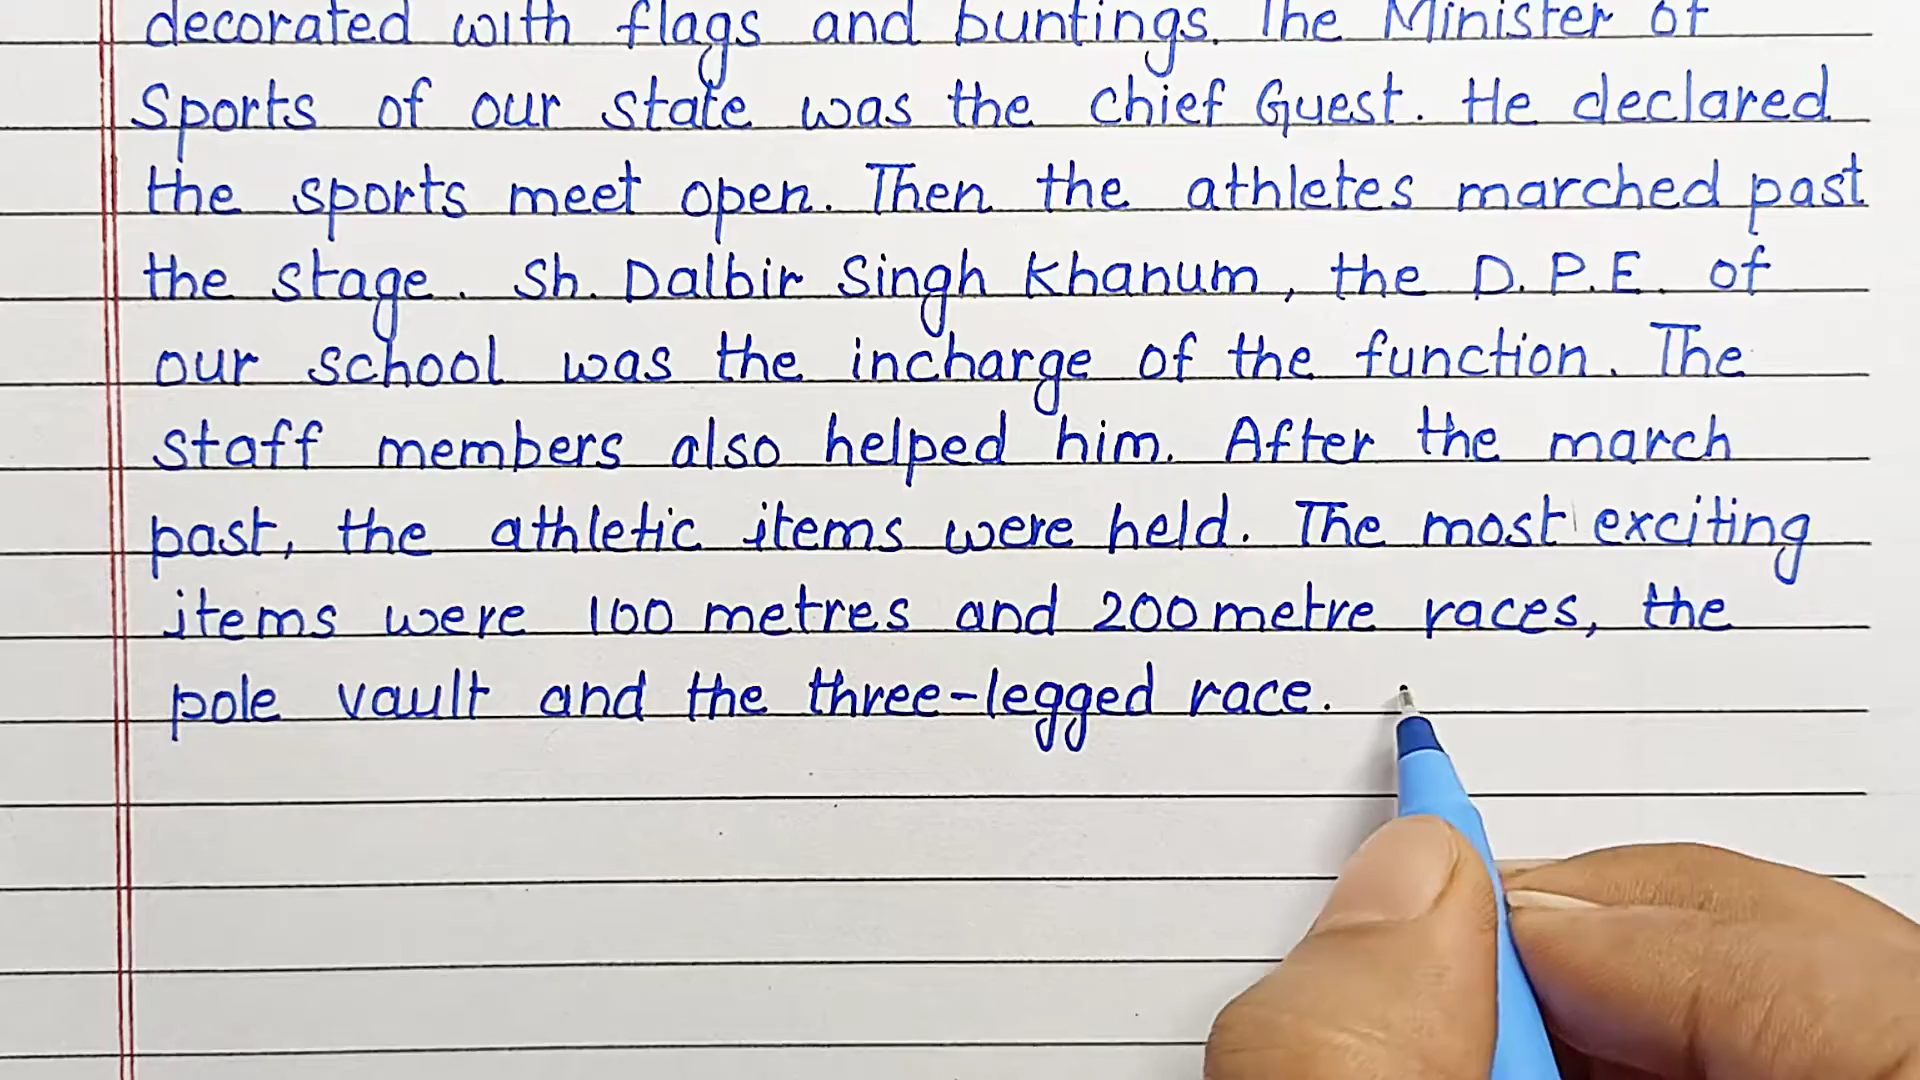 decorated with flags and buntings. The Minister of
Sports of our state was the chief Guest. He declared
the sports meet open. Then the athletes marched past
the stage. Sh. Dalbir Singh Khanum, the D.P.E. of
our school was the incharge of the function. The
staff members also helped him. After the march
past, the athletic items were held. The most exciting
items were 100 metres and 200 metre races, the
pole vault and the three-legged race.